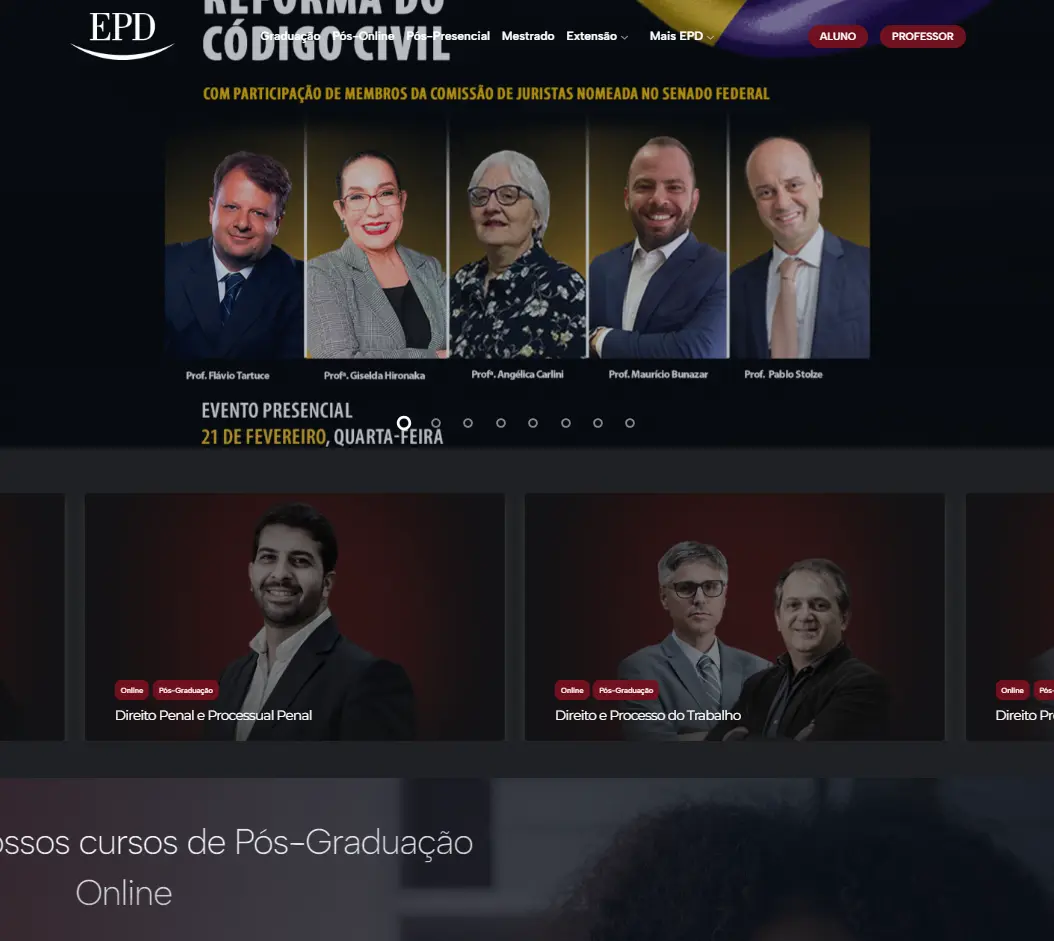 REFORMA DO
EPD
Graduação Pós-Online Pós-Presencial Mestrado Extensão Mais EPD ALUNO PROFESSOR
CÓDIGO CIVIL
COM PARTICIPAÇÃO DE MEMBROS DA COMISSÃO DE JURISTAS NOMEADA NO SENADO FEDERAL
Prof. Flávio Tartuce
Profª. Giselda Hironaka
Profª. Angélica Carlini
Prof. Maurício Bunazar
Prof. Pablo Stolze
EVENTO PRESENCIAL
21 DE FEVEREIRO, QUARTA-FEIRA
Online Pós-Graduação
Direito Penal e Processual Penal
Online Pós-Graduação
Direito e Processo do Trabalho
Online Pós-
Direito Pr
ossos cursos de Pós-Graduação
Online